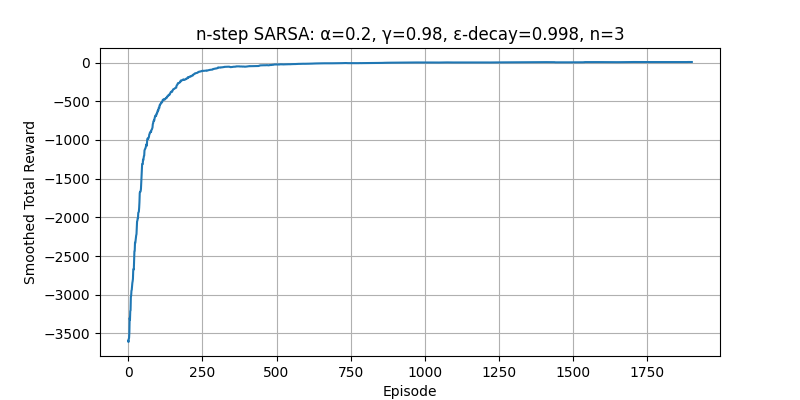 n-step SARSA: α=0.2, γ=0.98, ε-decay=0.998, n=3
0
−500
−1000
−1500
−2000
−2500
−3000
−3500
Smoothed Total Reward
0 250 500 750 1000 1250 1500 1750
Episode